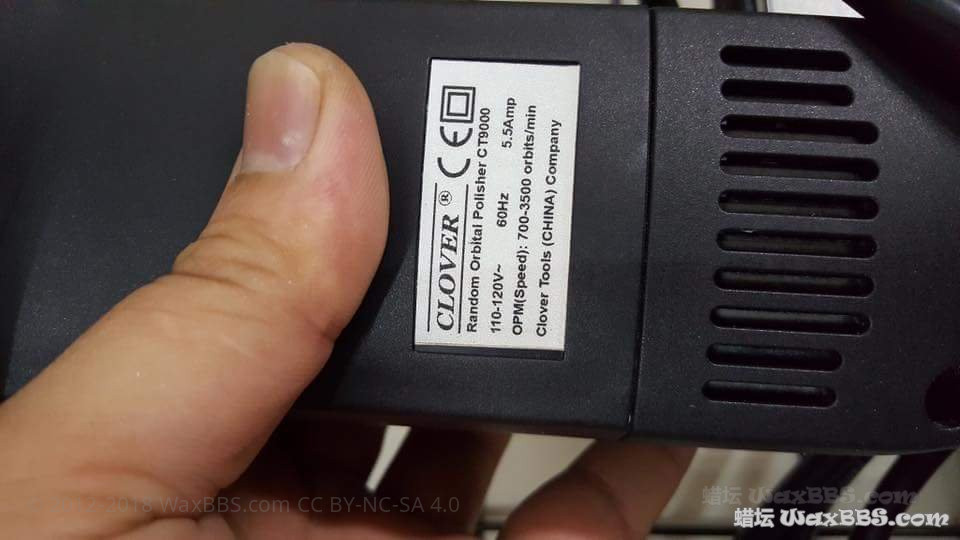 CLOVER ® CE
Random Orbital Polisher CT9000
110-120V~ 60Hz 5.5Amp
OPM(Speed): 700-3500 orbits/min
Clover Tools (CHINA) Company
2018 WaxBBS.com CC BY-NC-SA 4.0
蜡坛 WaxBBS.com
蜡坛 WaxBBS.com